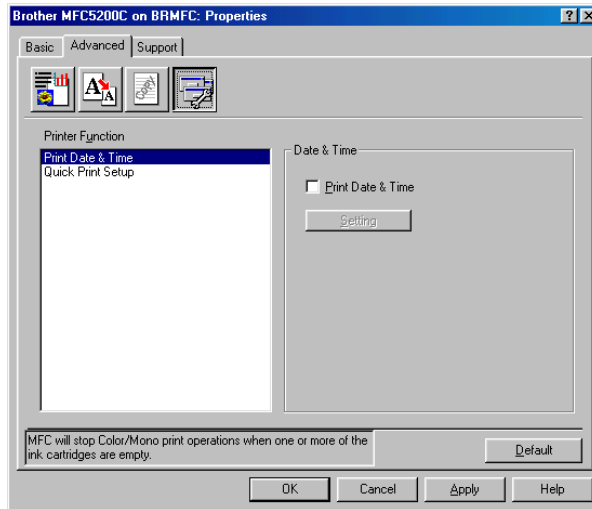 Brother MFC5200C on BRMFC: Properties
Basic
Advanced
Support
A
A
copy
Printer Function
Print Date & Time
Quick Print Setup
Date & Time
Print Date & Time
Setting
MFC will stop Color/Mono print operations when one or more of the
ink cartridges are empty.
Default
OK
Cancel
Apply
Help